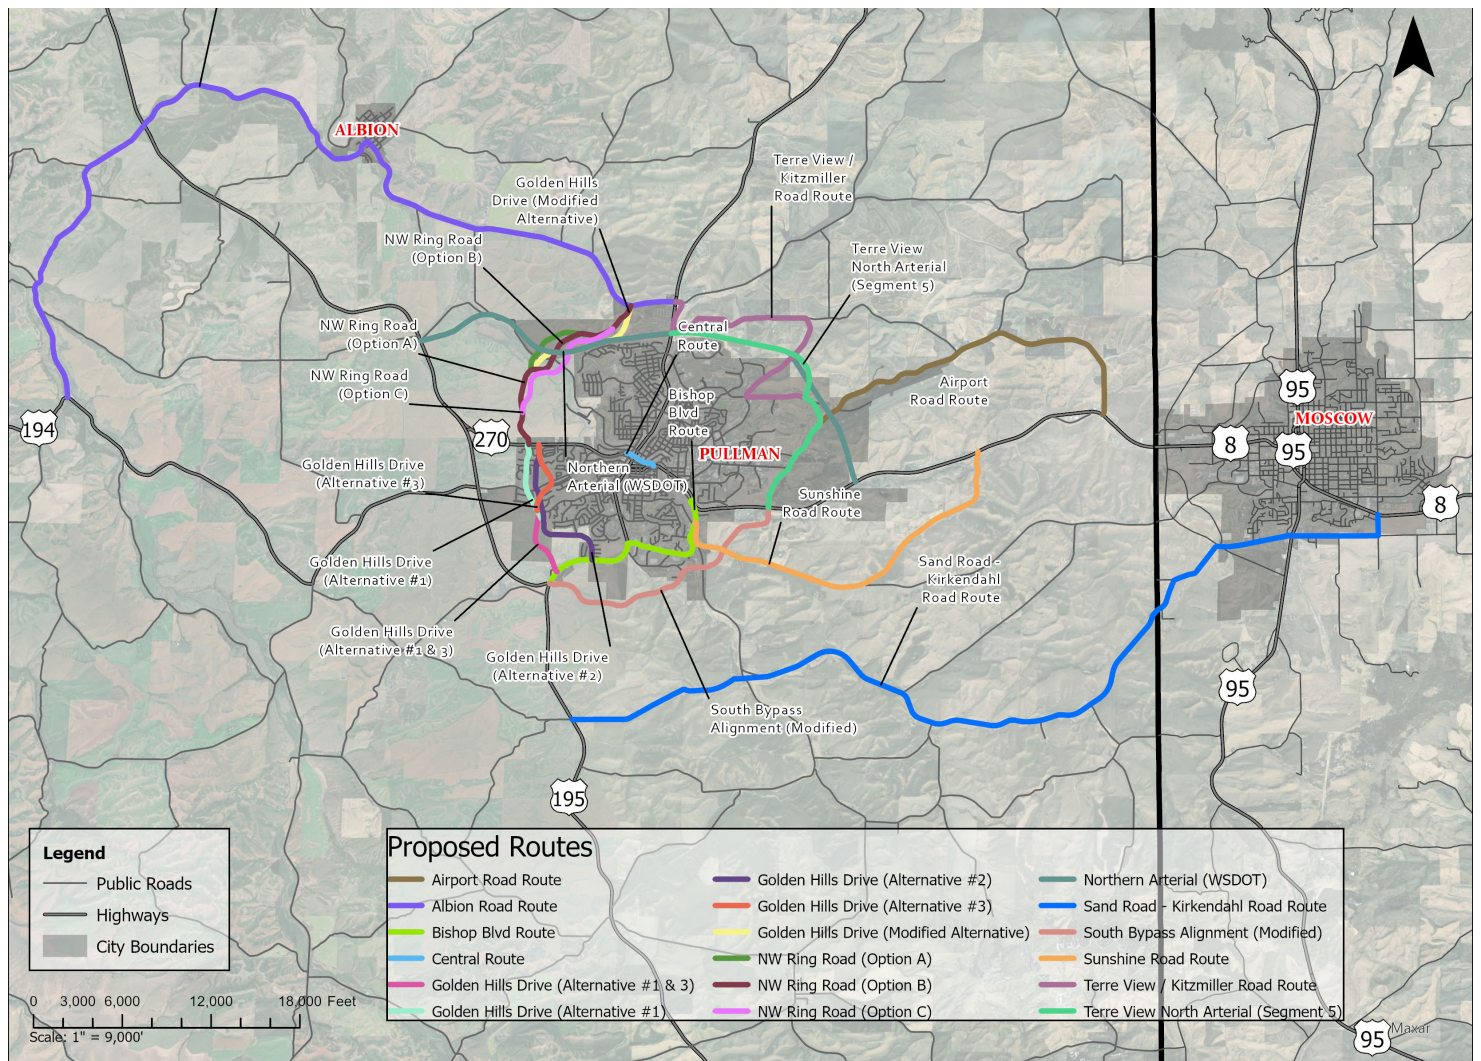 ALBION
Terre View /
Kitzmiller
Road Route
Golden Hills
Drive (Modified
Alternative)
NW Ring Road
(Option B)
Terre View
North Arterial
(Segment 5)
NW Ring Road
(Option A)
Central
Route
NW Ring Road
(Option C)
Airport
Road Route
Bishop
Blvd
Route
95
MOSCOW
194
270
PULLMAN
8
95
Golden Hills Drive
(Alternative #3)
Northern
Arterial (WSDOT)
Sunshine
Road Route
8
Golden Hills Drive
(Alternative #1)
Sand Road -
Kirkendahl
Road Route
Golden Hills Drive
(Alternative #1 & 3)
Golden Hills Drive
(Alternative #2)
95
South Bypass
Alignment (Modified)
195
Legend
Public Roads
Highways
City Boundaries
0 3,000 6,000 12,000 18,000 Feet
Scale: 1" = 9,000'
Proposed Routes
Airport Road Route
Albion Road Route
Bishop Blvd Route
Central Route
Golden Hills Drive (Alternative #1 & 3)
Golden Hills Drive (Alternative #1)
Golden Hills Drive (Alternative #2)
Golden Hills Drive (Alternative #3)
Golden Hills Drive (Modified Alternative)
NW Ring Road (Option A)
NW Ring Road (Option B)
NW Ring Road (Option C)
Northern Arterial (WSDOT)
Sand Road - Kirkendahl Road Route
South Bypass Alignment (Modified)
Sunshine Road Route
Terre View / Kitzmiller Road Route
Terre View North Arterial (Segment 5)
95
Maxar